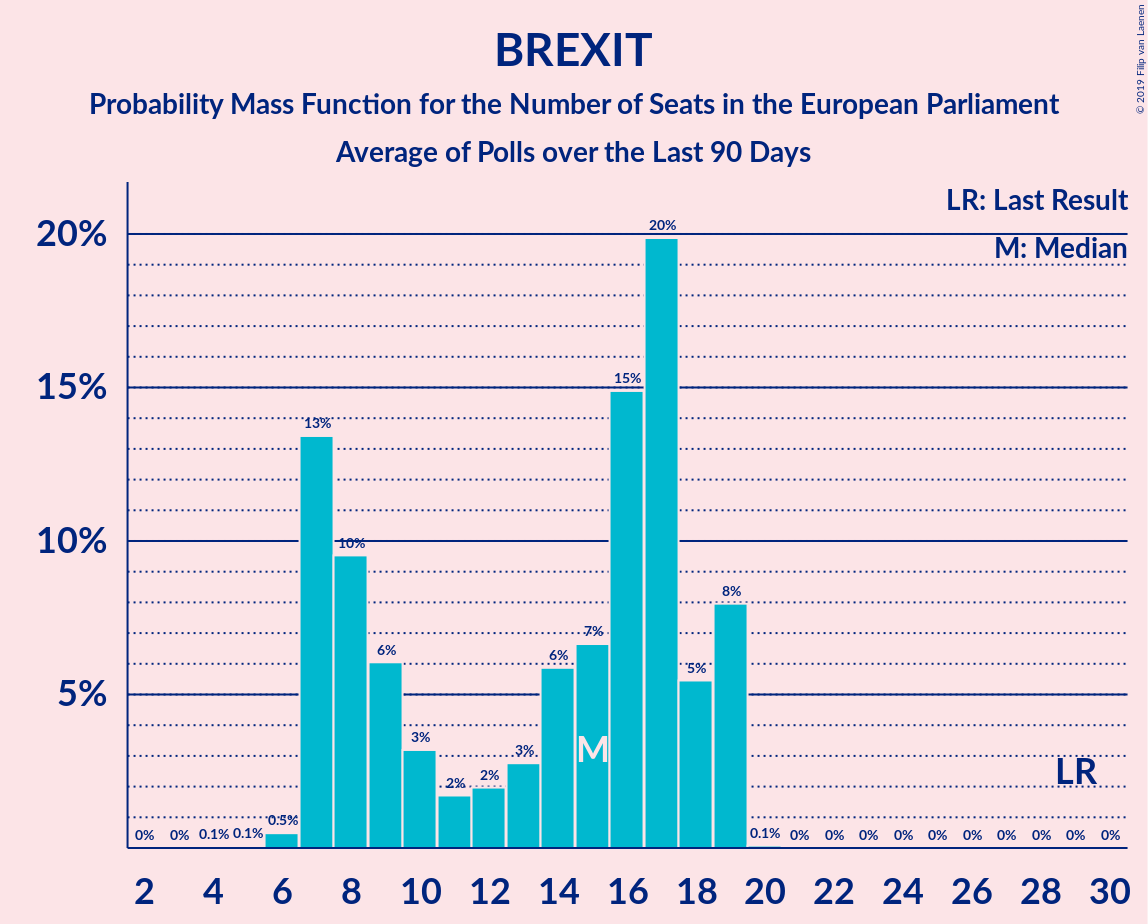 BREXIT
Probability Mass Function for the Number of Seats in the European Parliament
Average of Polls over the Last 90 Days
© 2019 Filip van Laenen
LR: Last Result
M: Median
20%
15%
10%
5%
0% 0% 0.1% 0.1% 0.5% 13% 10% 6% 3% 2% 2% 3% 6% 7% 15% 20% 5% 8% 0.1% 0% 0% 0% 0% 0% 0% 0% 0% 0% 0%
M
LR
2 4 6 8 10 12 14 16 18 20 22 24 26 28 30